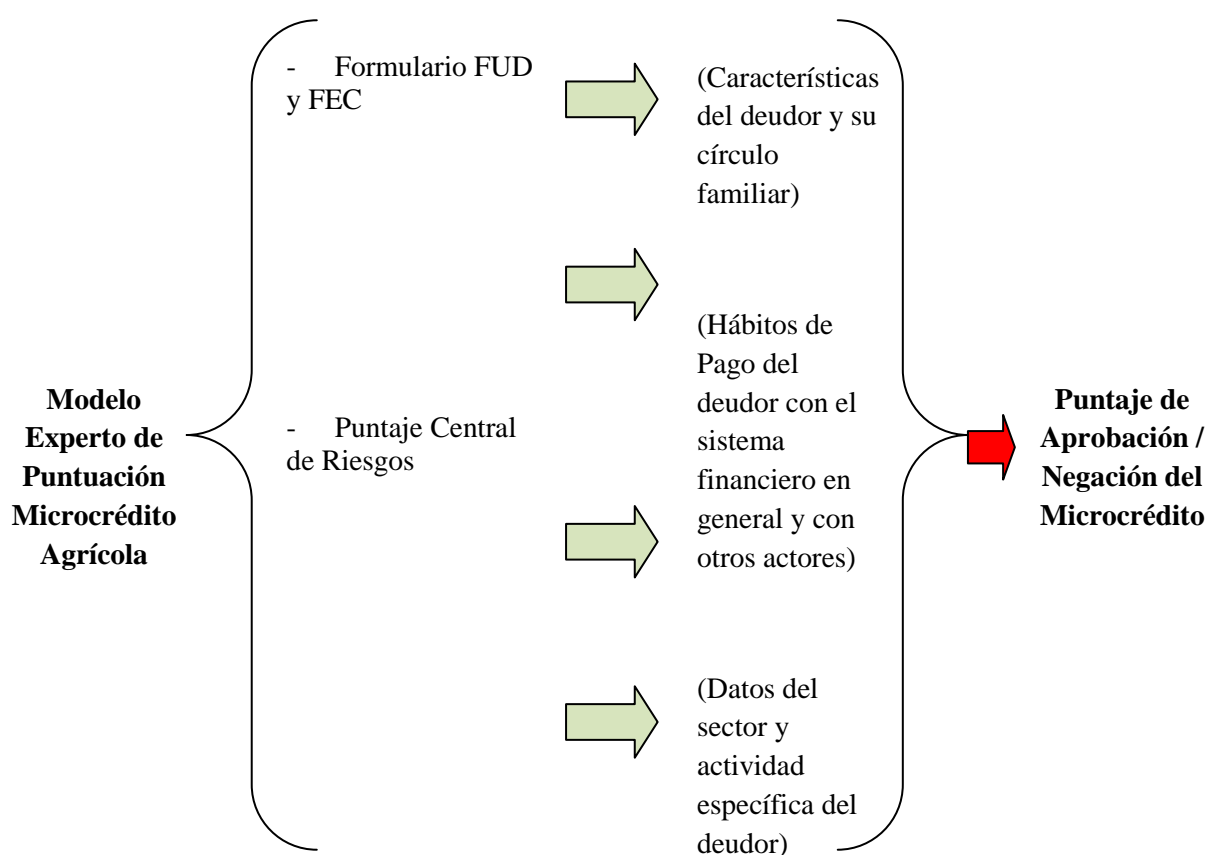 Modelo
Experto de
Puntuación
Microcrédito
Agrícola
- Formulario FUD
y FEC
- Puntaje Central
de Riesgos
(Características
del deudor y su
círculo
familiar)
(Hábitos de
Pago del
deudor con el
sistema
financiero en
general y con
otros actores)
(Datos del
sector y
actividad
específica del
deudor)
Puntaje de
Aprobación /
Negación del
Microcrédito